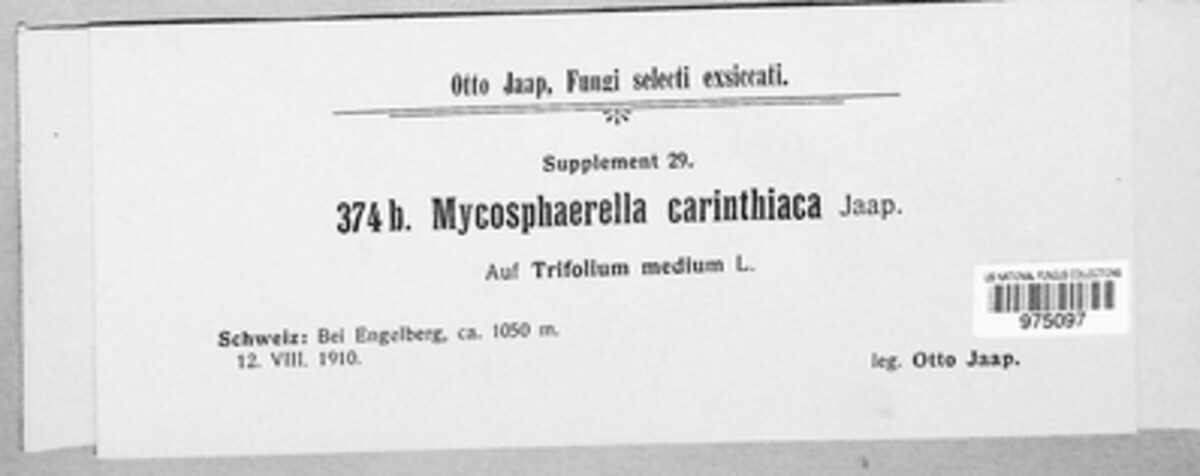 Otto Jaap, Fungi selecti exsiccati.
Supplement 29.
374 b. Mycosphaerella carinthiaca Jaap.
Auf Trifolium medium L.
US NATIONAL FUNGUS COLLECTIONS
975097
Schweiz: Bei Engelberg, ca. 1050 m.
12. VIII. 1910.
leg. Otto Jaap.